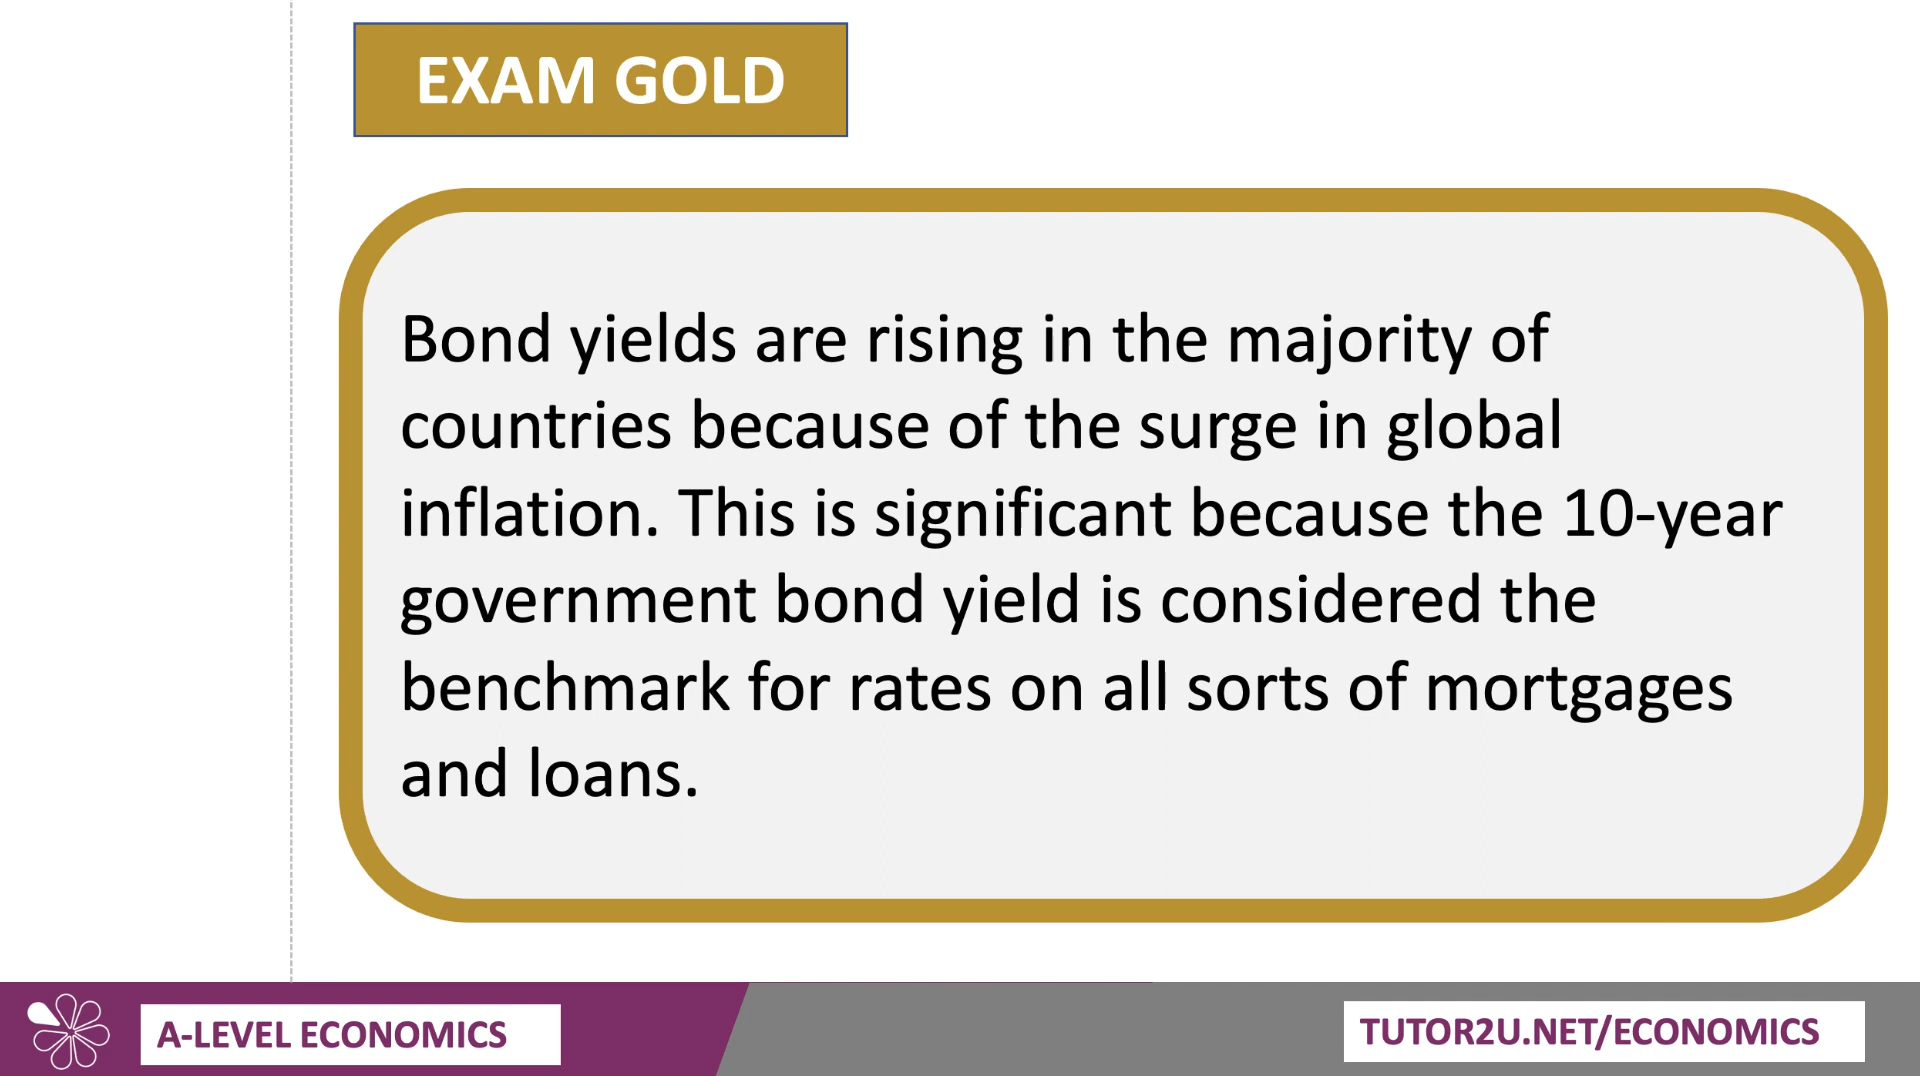 EXAM GOLD
Bond yields are rising in the majority of
countries because of the surge in global
inflation. This is significant because the 10-year
government bond yield is considered the
benchmark for rates on all sorts of mortgages
and loans.
A-LEVEL ECONOMICS
TUTOR2U.NET/ECONOMICS